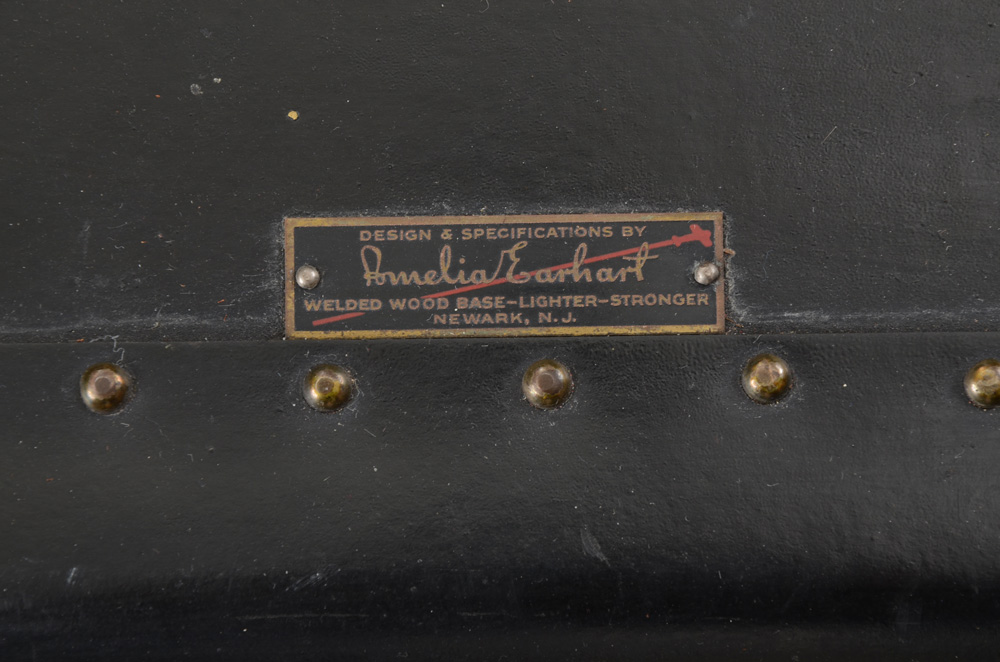 DESIGN & SPECIFICATIONS BY
Amelia Earhart
WELDED WOOD BASE–LIGHTER–STRONGER
NEWARK, N.J.